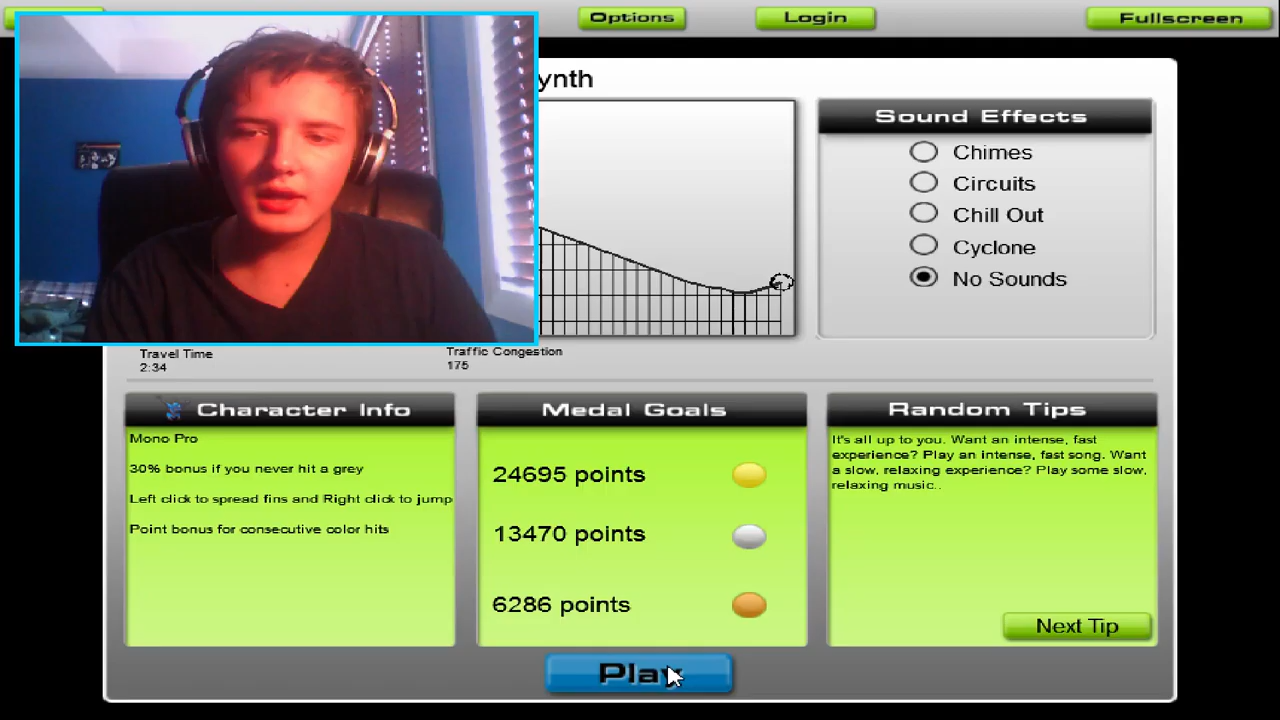 Options
Login
Fullscreen
ynth
Sound Effects
Chimes
Circuits
Chill Out
Cyclone
No Sounds
Travel Time
2:34
Traffic Congestion
175
Character Info
Mono Pro
30% bonus if you never hit a grey
Left click to spread fins and Right click to jump
Point bonus for consecutive color hits
Medal Goals
24695 points
13470 points
6286 points
Random Tips
It's all up to you. Want an intense, fast
experience? Play an intense, fast song. Want
a slow, relaxing experience? Play some slow,
relaxing music..
Next Tip
Play